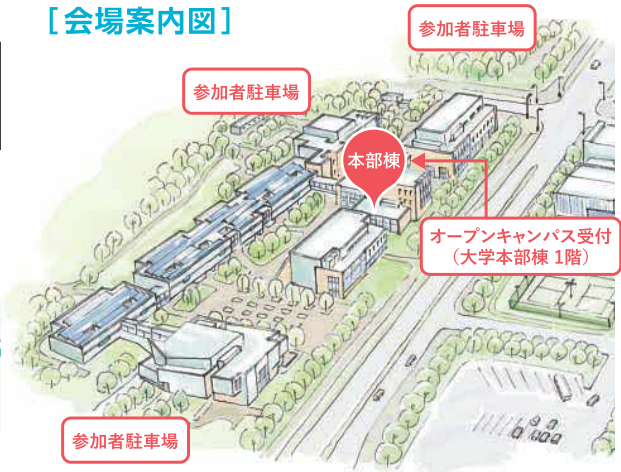 [会場案内図]
参加者駐車場
参加者駐車場
本部棟
オープンキャンパス受付
(大学本部棟 1階)
参加者駐車場